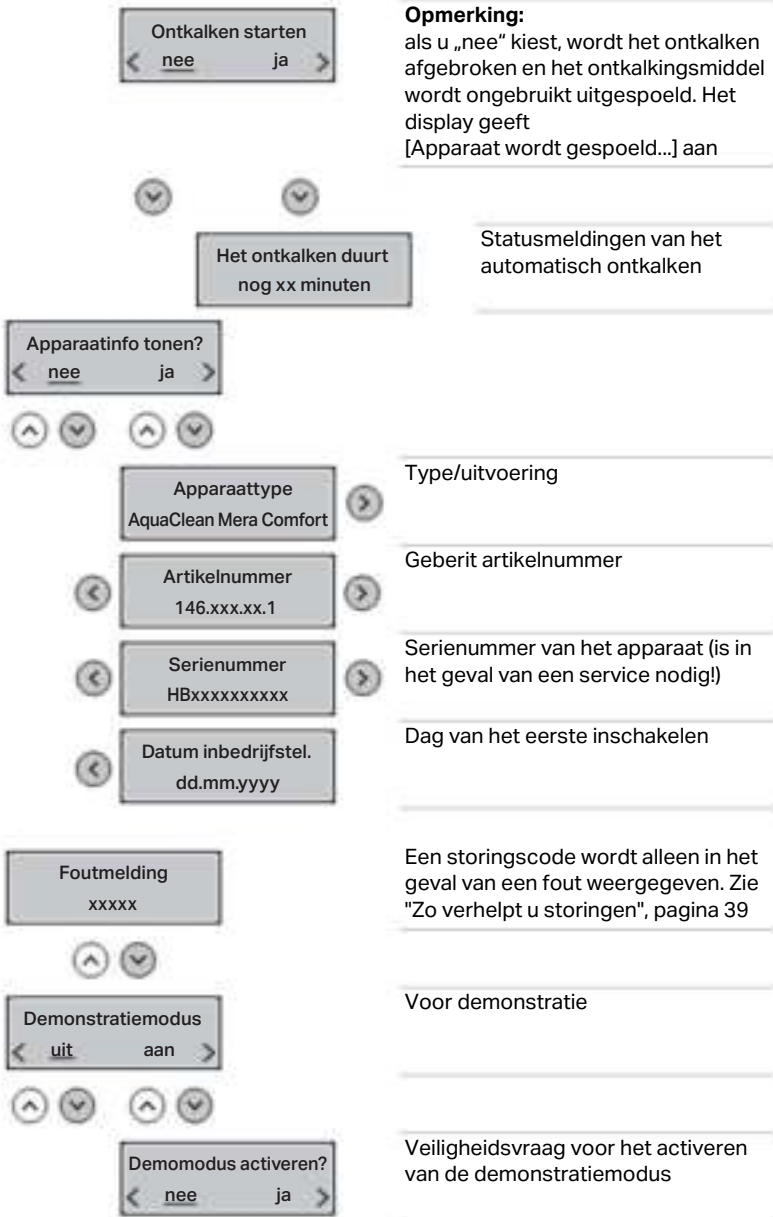 Ontkalken starten
nee ja
Opmerking:
als u „nee“ kiest, wordt het ontkalken
afgebroken en het ontkalkingsmiddel
wordt ongebruikt uitgespoeld. Het
display geeft
[Apparaat wordt gespoeld...] aan
Het ontkalken duurt
nog xx minuten
Statusmeldingen van het
automatisch ontkalken
Apparaatinfo tonen?
nee ja
Apparaattype
AquaClean Mera Comfort
Type/uitvoering
Artikelnummer
146.xxx.xx.1
Geberit artikelnummer
Serienummer
HBxxxxxxxxxx
Serienummer van het apparaat (is in
het geval van een service nodig!)
Datum inbedrijfstel.
dd.mm.yyyy
Dag van het eerste inschakelen
Foutmelding
xxxxx
Een storingscode wordt alleen in het
geval van een fout weergegeven. Zie
"Zo verhelpt u storingen", pagina 39
Demonstratiemodus
uit aan
Voor demonstratie
Demomodus activeren?
nee ja
Veiligheidsvraag voor het activeren
van de demonstratiemodus